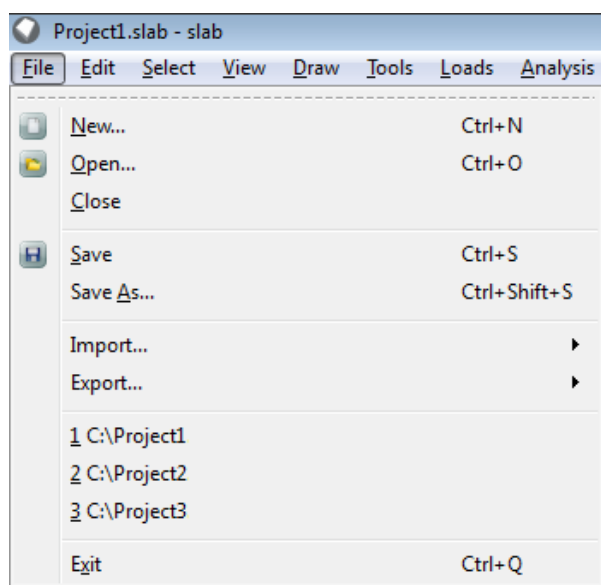 Project1.slab - slab
File Edit Select View Draw Tools Loads Analysis
New... Ctrl+N
Open... Ctrl+O
Close
Save Ctrl+S
Save As... Ctrl+Shift+S
Import...
Export...
1 C:\Project1
2 C:\Project2
3 C:\Project3
Exit Ctrl+Q